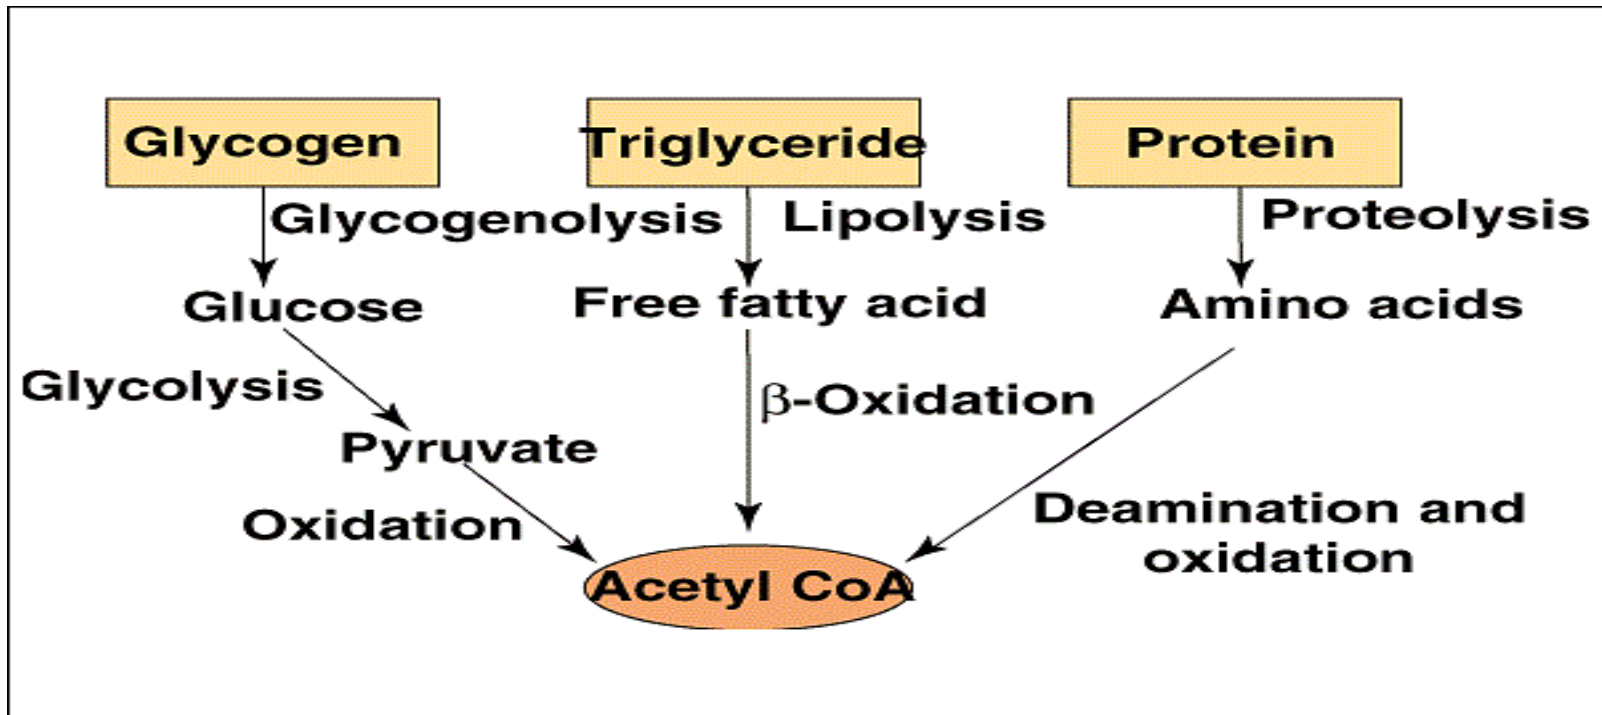 Glycogen
Triglyceride
Protein
Glycogenolysis
Lipolysis
Proteolysis
Glucose
Free fatty acid
Amino acids
Glycolysis
β-Oxidation
Pyruvate
Oxidation
Deamination and
oxidation
Acetyl CoA